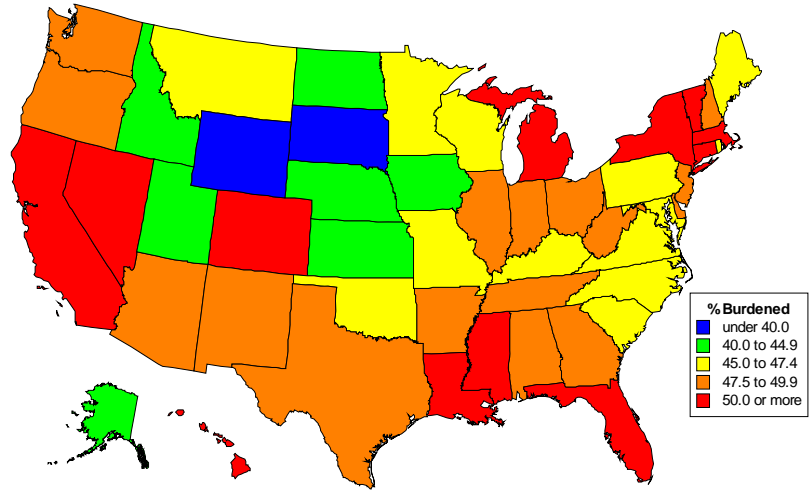 % Burdened
under 40.0
40.0 to 44.9
45.0 to 47.4
47.5 to 49.9
50.0 or more